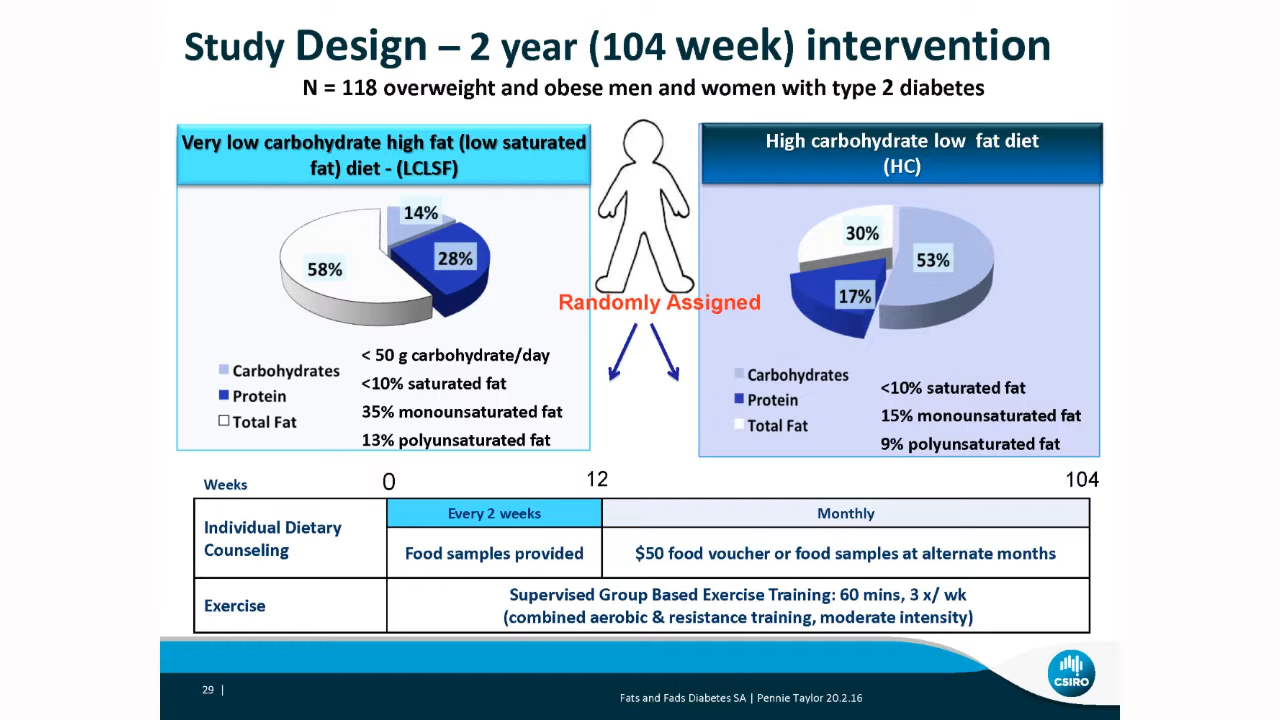 Study Design – 2 year (104 week) intervention
N = 118 overweight and obese men and women with type 2 diabetes
Very low carbohydrate high fat (low saturated
fat) diet - (LCLSF)
14%
28%
58%
Carbohydrates
Protein
Total Fat
< 50 g carbohydrate/day
<10% saturated fat
35% monounsaturated fat
13% polyunsaturated fat
Randomly Assigned
High carbohydrate low fat diet
(HC)
30%
53%
17%
Carbohydrates
Protein
Total Fat
<10% saturated fat
15% monounsaturated fat
9% polyunsaturated fat
Weeks 0 12 104
Individual Dietary
Counseling
Every 2 weeks
Monthly
Food samples provided
$50 food voucher or food samples at alternate months
Exercise
Supervised Group Based Exercise Training: 60 mins, 3 x/ wk
(combined aerobic & resistance training, moderate intensity)
29 |
Fats and Fads Diabetes SA | Pennie Taylor 20.2.16
CSIRO